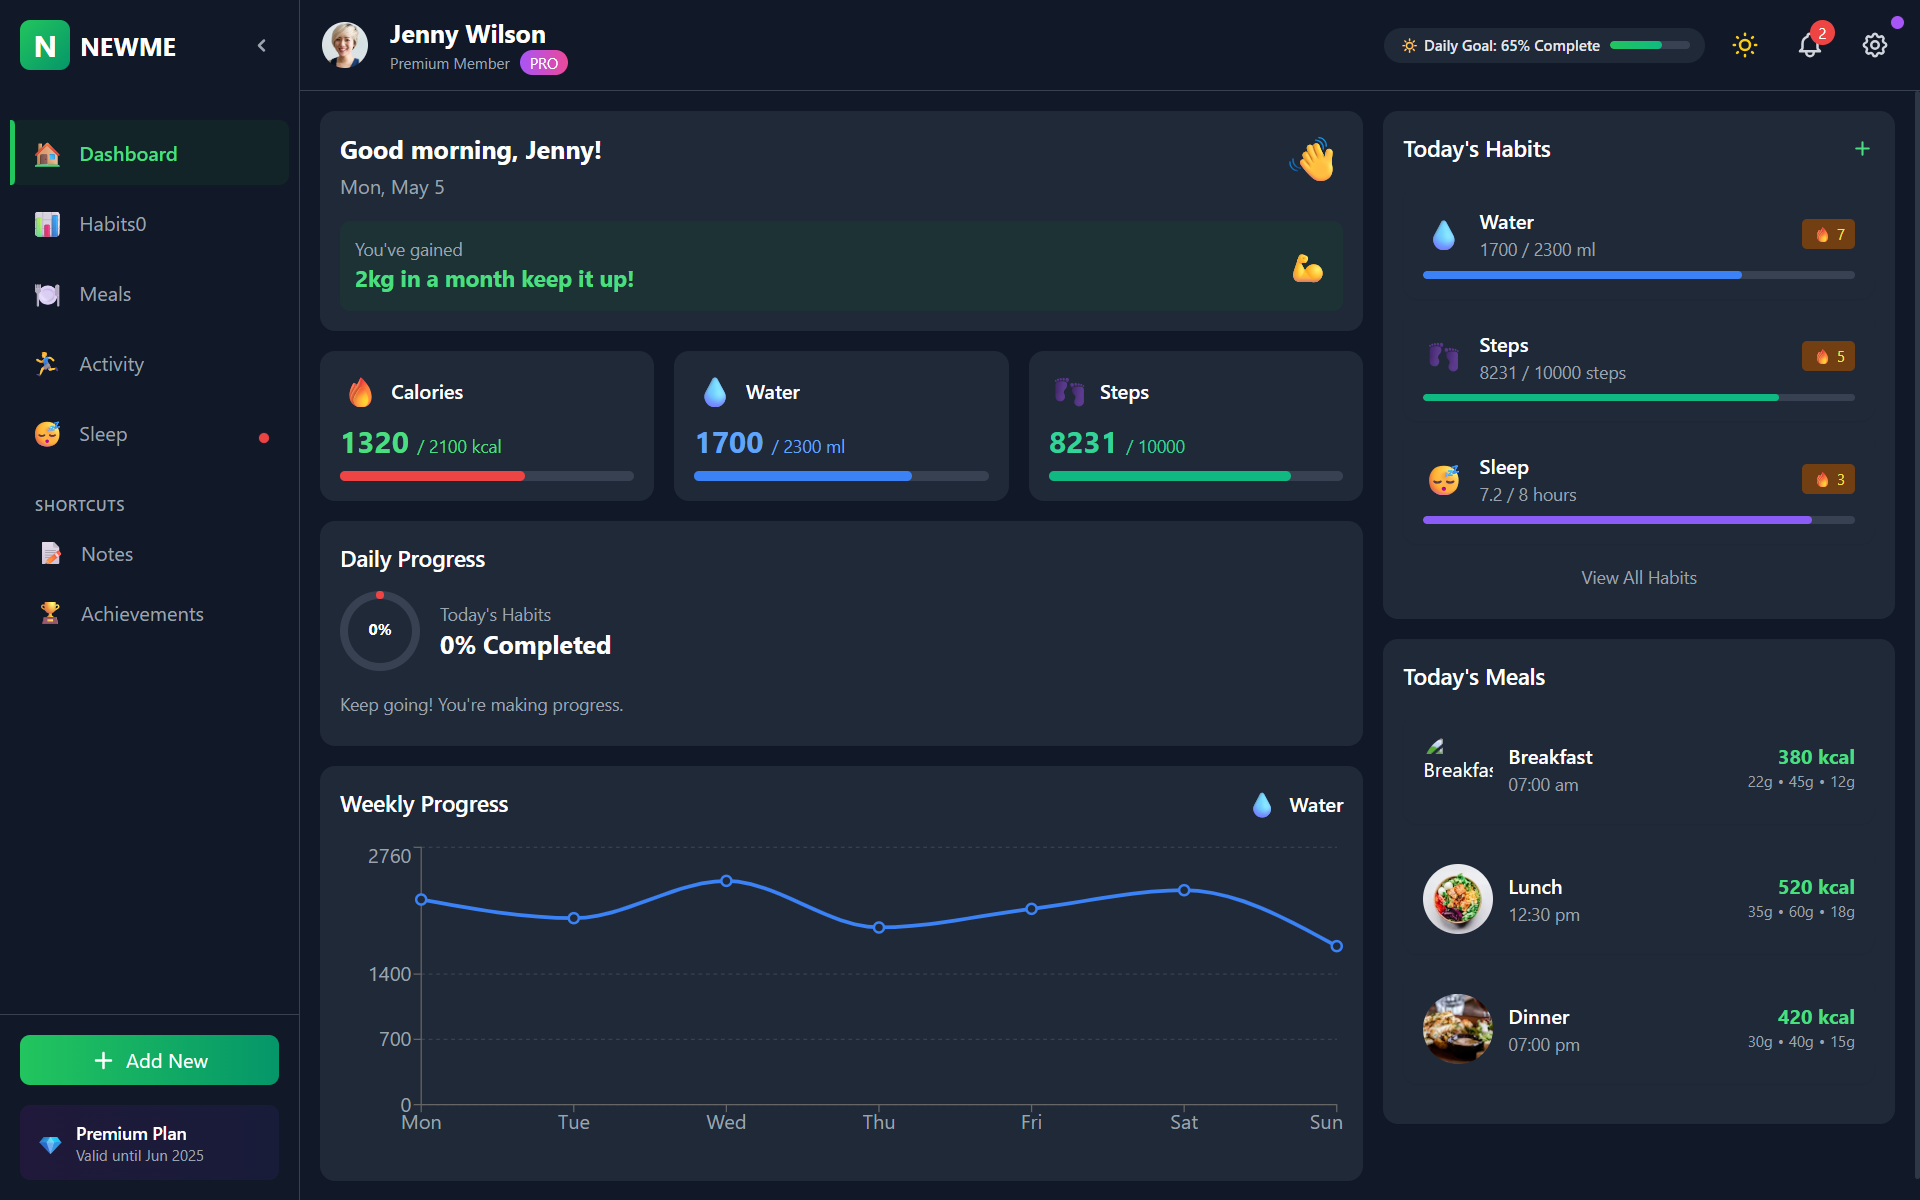 N NEWME
Dashboard
Habits0
Meals
Activity
Sleep
SHORTCUTS
Notes
Achievements
+ Add New
Premium Plan
Valid until Jun 2025
Jenny Wilson
Premium Member PRO
Daily Goal: 65% Complete
2
Good morning, Jenny!
Mon, May 5
You've gained
2kg in a month keep it up!
Calories
1320 / 2100 kcal
Water
1700 / 2300 ml
Steps
8231 / 10000
Daily Progress
0%
Today's Habits
0% Completed
Keep going! You're making progress.
Weekly Progress
Water
2760
1400
700
0
Mon Tue Wed Thu Fri Sat Sun
Today's Habits
+
Water
1700 / 2300 ml
7
Steps
8231 / 10000 steps
5
Sleep
7.2 / 8 hours
3
View All Habits
Today's Meals
Breakfas
Breakfast
07:00 am
380 kcal
22g • 45g • 12g
Lunch
12:30 pm
520 kcal
35g • 60g • 18g
Dinner
07:00 pm
420 kcal
30g • 40g • 15g